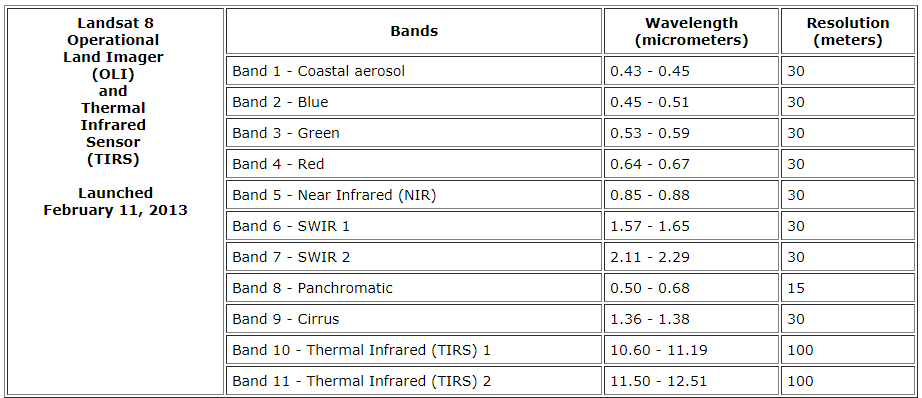 Landsat 8
Operational
Land Imager
(OLI)
and
Thermal
Infrared
Sensor
(TIRS)
Launched
February 11, 2013
Bands Wavelength (micrometers) Resolution (meters)
Band 1 - Coastal aerosol 0.43 - 0.45 30
Band 2 - Blue 0.45 - 0.51 30
Band 3 - Green 0.53 - 0.59 30
Band 4 - Red 0.64 - 0.67 30
Band 5 - Near Infrared (NIR) 0.85 - 0.88 30
Band 6 - SWIR 1 1.57 - 1.65 30
Band 7 - SWIR 2 2.11 - 2.29 30
Band 8 - Panchromatic 0.50 - 0.68 15
Band 9 - Cirrus 1.36 - 1.38 30
Band 10 - Thermal Infrared (TIRS) 1 10.60 - 11.19 100
Band 11 - Thermal Infrared (TIRS) 2 11.50 - 12.51 100